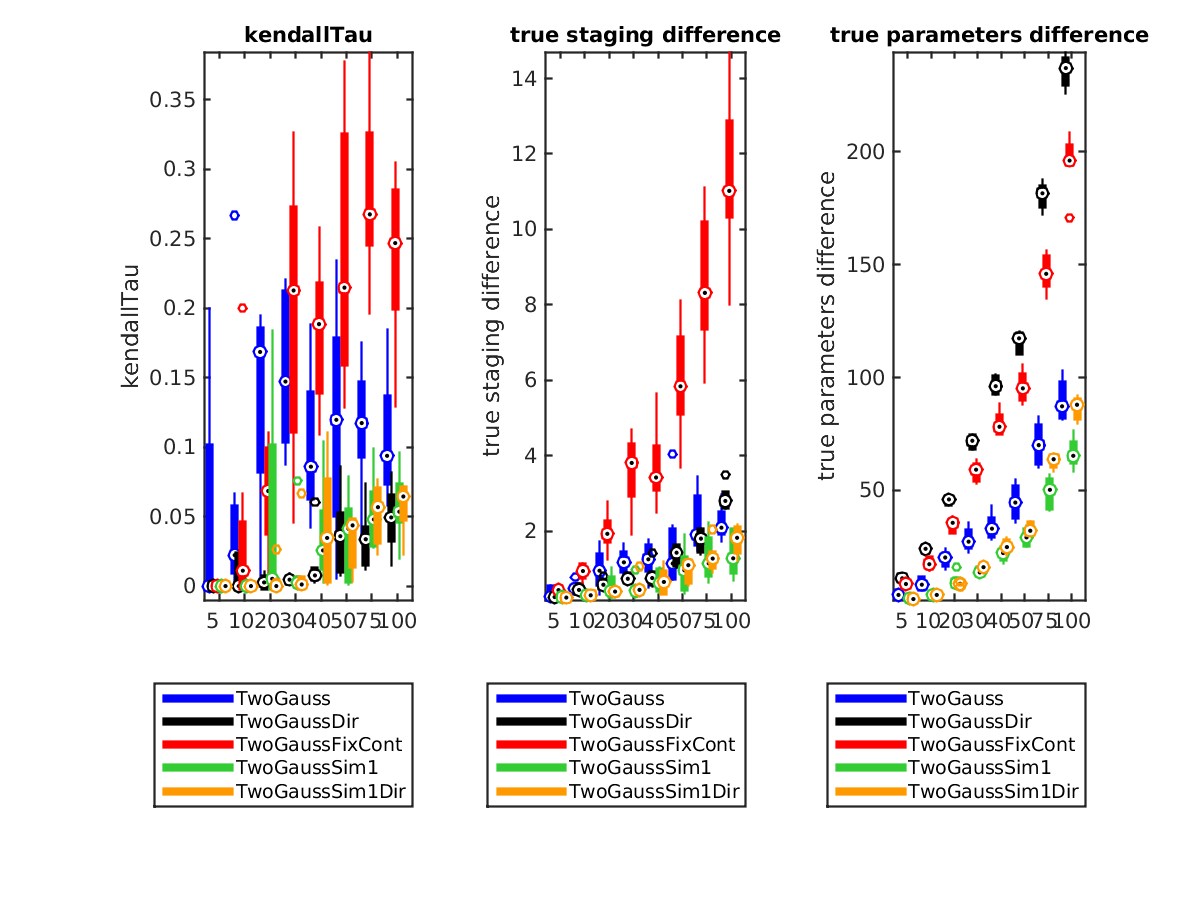 kendallTau
true staging difference
true parameters difference
kendallTau
0.35
0.3
0.25
0.2
0.15
0.1
0.05
0
5 10 20 30 40 50 75 100
true staging difference
14
12
10
8
6
4
2
5 10 20 30 40 50 75 100
true parameters difference
200
150
100
50
5 10 20 30 40 50 75 100
TwoGauss
TwoGaussDir
TwoGaussFixCont
TwoGaussSim1
TwoGaussSim1Dir
TwoGauss
TwoGaussDir
TwoGaussFixCont
TwoGaussSim1
TwoGaussSim1Dir
TwoGauss
TwoGaussDir
TwoGaussFixCont
TwoGaussSim1
TwoGaussSim1Dir